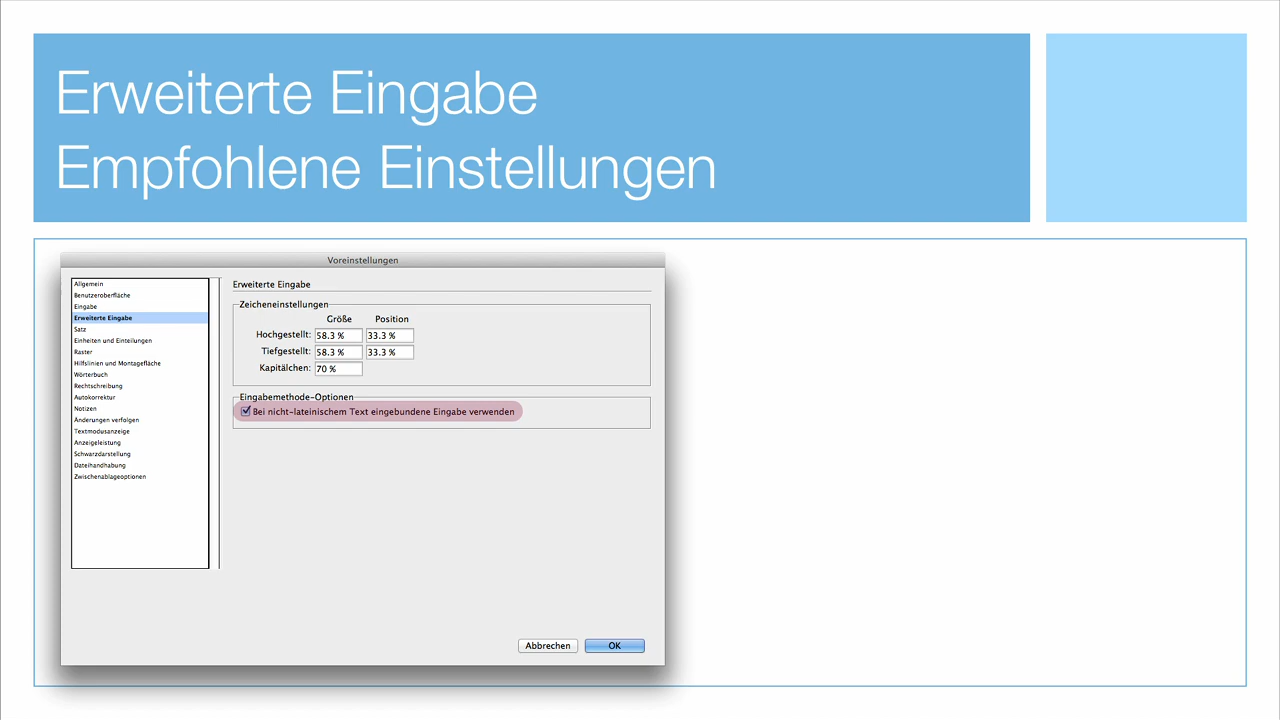 Erweiterte Eingabe
Empfohlene Einstellungen
Voreinstellungen
Allgemein
Benutzeroberfläche
Eingabe
Erweiterte Eingabe
Satz
Einheiten und Einteilungen
Raster
Hilfslinien und Montagefläche
Wörterbuch
Rechtschreibung
Autokorrektur
Notizen
Änderungen verfolgen
Textmodusanzeige
Anzeigeleistung
Schwarzdarstellung
Dateihandhabung
Zwischenablageoptionen
Erweiterte Eingabe
Zeicheneinstellungen
Größe Position
Hochgestellt: 58.3 % 33.3 %
Tiefgestellt: 58.3 % 33.3 %
Kapitälchen: 70 %
Eingabemethode-Optionen
Bei nicht-lateinischem Text eingebundene Eingabe verwenden
Abbrechen OK